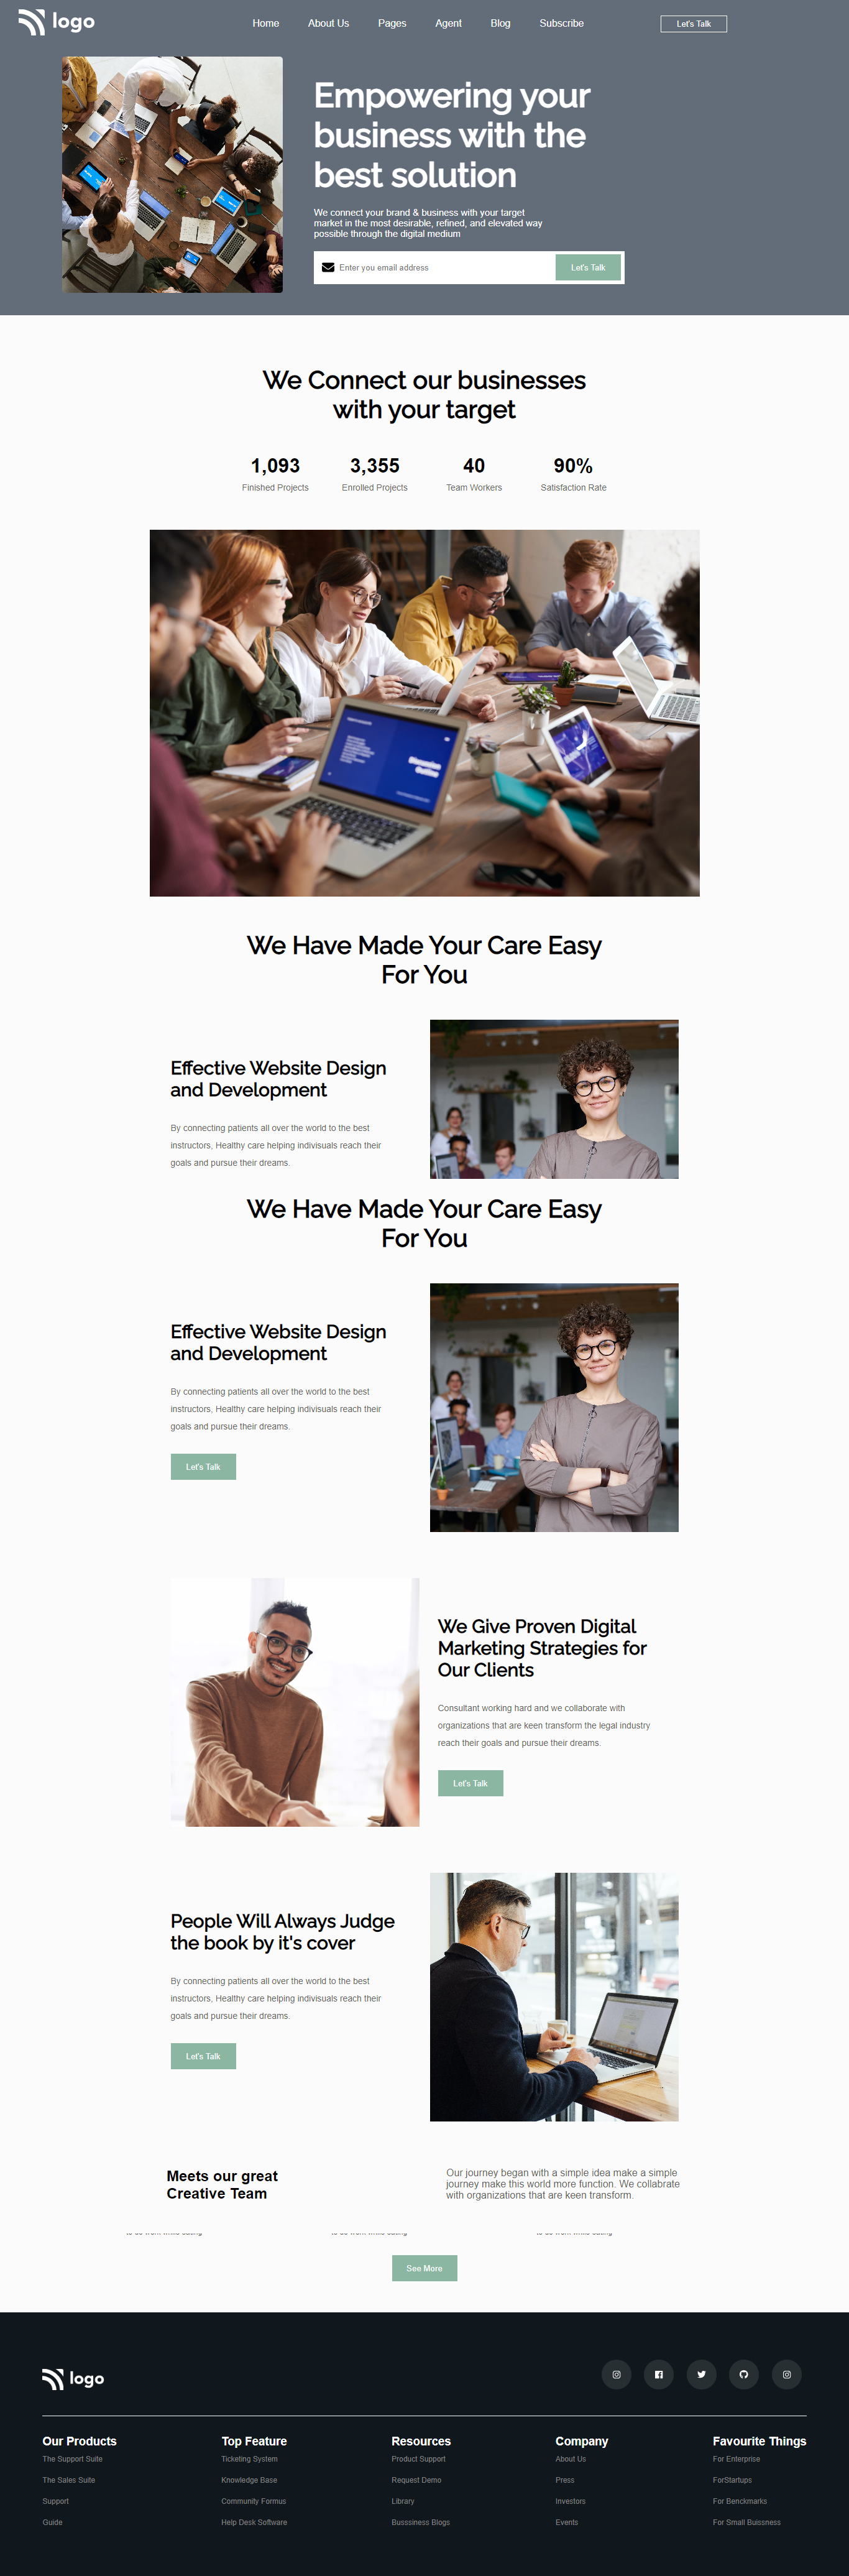 logo
Home About Us Pages Agent Blog Subscribe Let's Talk
Empowering your
business with the
best solution
We connect your brand & business with your target
market in the most desirable, refined, and elevated way
possible through the digital medium
Enter you email address Let's Talk
We Connect our businesses
with your target
1,093 3,355 40 90%
Finished Projects Enrolled Projects Team Workers Satisfaction Rate
We Have Made Your Care Easy
For You
Effective Website Design
and Development
By connecting patients all over the world to the best
instructors, Healthy care helping indivisuals reach their
goals and pursue their dreams.
We Have Made Your Care Easy
For You
Effective Website Design
and Development
By connecting patients all over the world to the best
instructors, Healthy care helping indivisuals reach their
goals and pursue their dreams.
Let's Talk
We Give Proven Digital
Marketing Strategies for
Our Clients
Consultant working hard and we collaborate with
organizations that are keen transform the legal industry
reach their goals and pursue their dreams.
Let's Talk
People Will Always Judge
the book by it's cover
By connecting patients all over the world to the best
instructors, Healthy care helping indivisuals reach their
goals and pursue their dreams.
Let's Talk
Meets our great
Creative Team
Our journey began with a simple idea make a simple
journey make this world more function. We collabrate
with organizations that are keen transform.
See More
logo
Our Products
The Support Suite
The Sales Suite
Support
Guide
Top Feature
Ticketing System
Knowledge Base
Community Formus
Help Desk Software
Resources
Product Support
Request Demo
Library
Busssiness Blogs
Company
About Us
Press
Investors
Events
Favourite Things
For Enterprise
ForStartups
For Benckmarks
For Small Buissness